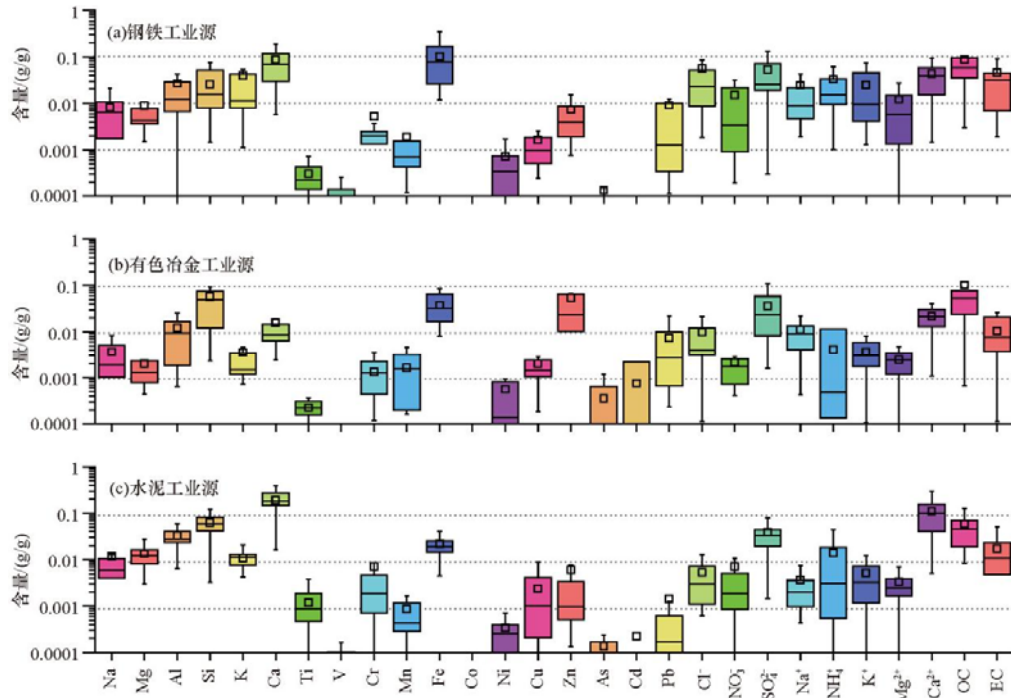 (a)钢铁工业源
含量/(g/g)
1
0.1
0.01
0.001
0.0001
(b)有色冶金工业源
含量/(g/g)
1
0.1
0.01
0.001
0.0001
(c)水泥工业源
含量/(g/g)
1
0.1
0.01
0.001
0.0001
Na Mg Al Si K Ca Ti V Cr Mn Fe Co Ni Cu Zn As Cd Pb Cl⁻ NO₃⁻ SO₄²⁻ Na⁺ NH₄⁺ K⁺ Mg²⁺ Ca²⁺ OC EC